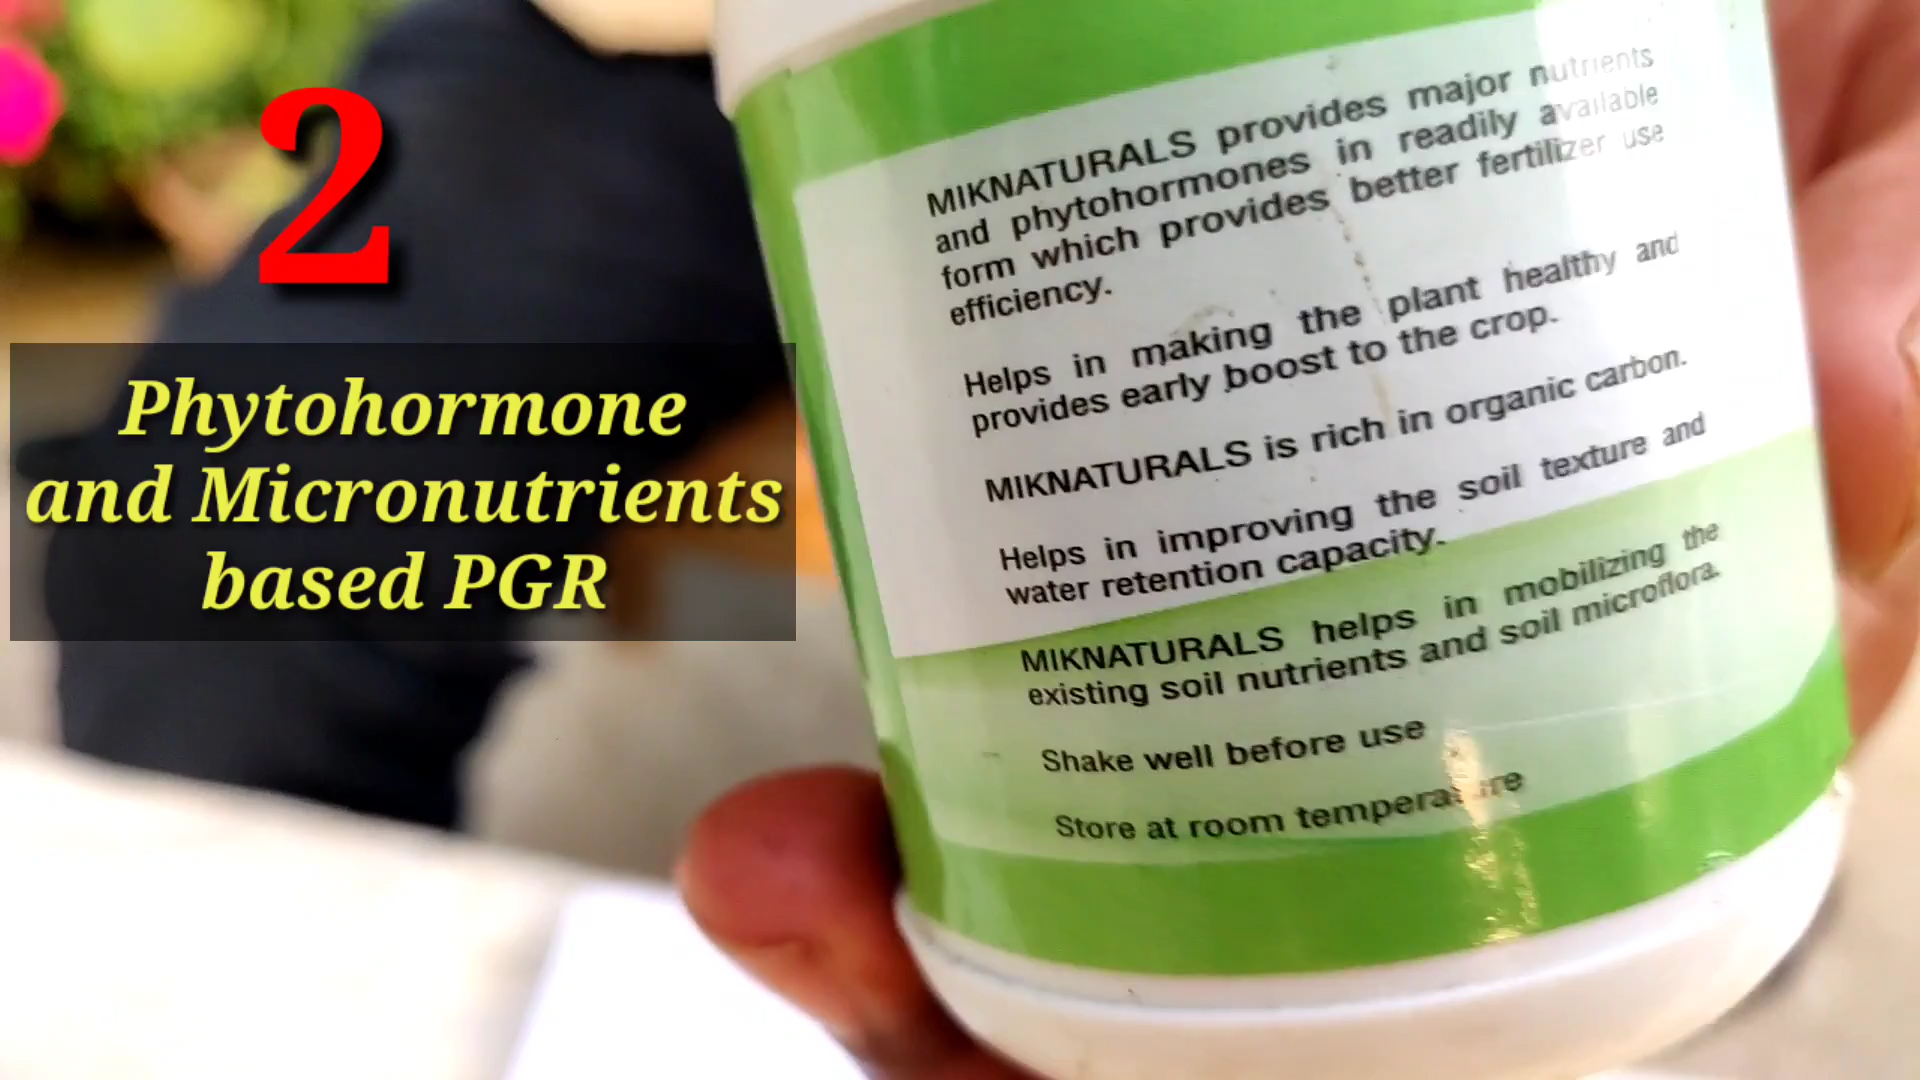 2
Phytohormone
and Micronutrients
based PGR
MIKNATURALS provides major nutrients
and phytohormones in readily available
form which provides better fertilizer use
efficiency.
Helps in making the plant healthy and
provides early boost to the crop.
MIKNATURALS is rich in organic carbon.
Helps in improving the soil texture and
water retention capacity.
MIKNATURALS helps in mobilizing the
existing soil nutrients and soil microflora.
Shake well before use
Store at room temperature